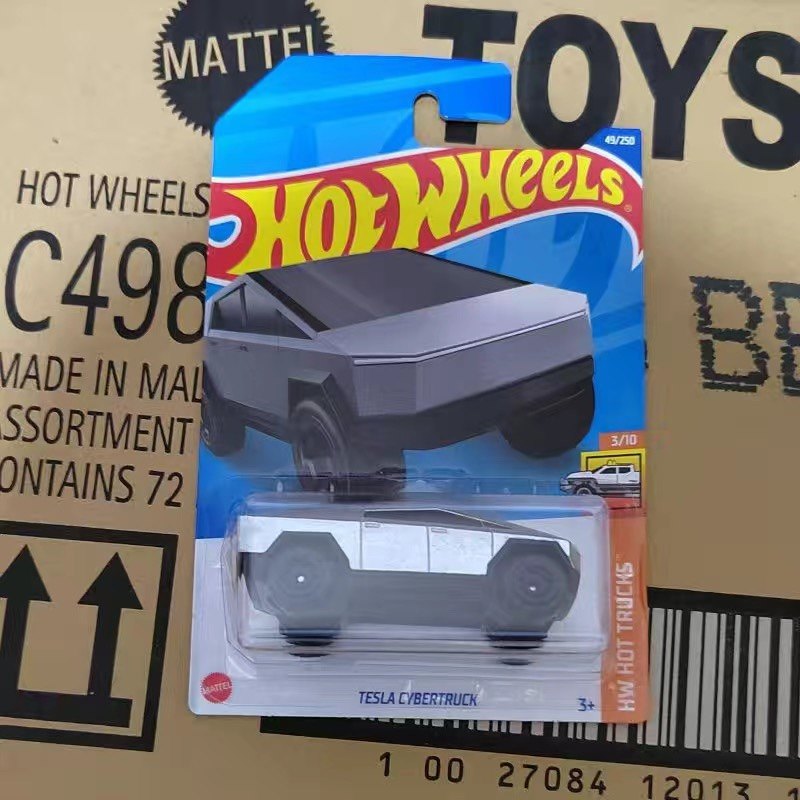 MATTEL
TOYS
HOT WHEELS
C498
MADE IN MAL
ASSORTMENT
ONTAINS 72
49/250
HOT WHEELS
3/10
HW HOT TRUCKS
MATTEL
TESLA CYBERTRUCK
3+
1 00 27084 12013 1